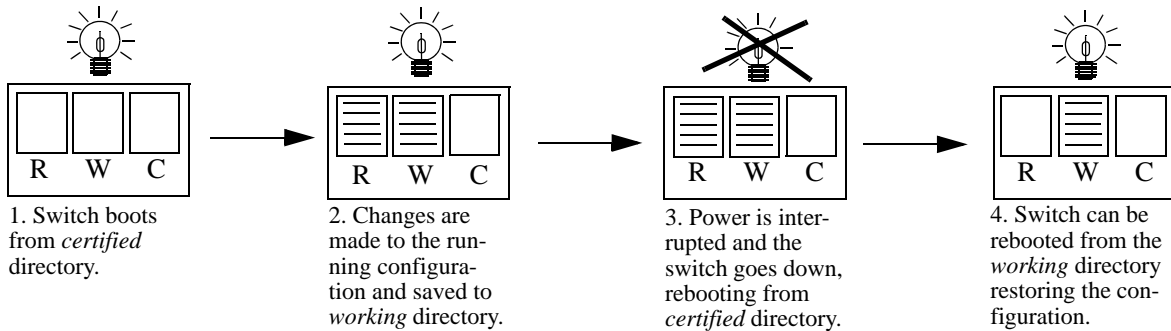 R W C
1. Switch boots
from certified
directory.
R W C
2. Changes are
made to the run-
ning configura-
tion and saved to
working directory.
R W C
3. Power is inter-
rupted and the
switch goes down,
rebooting from
certified directory.
R W C
4. Switch can be
rebooted from the
working directory
restoring the con-
figuration.